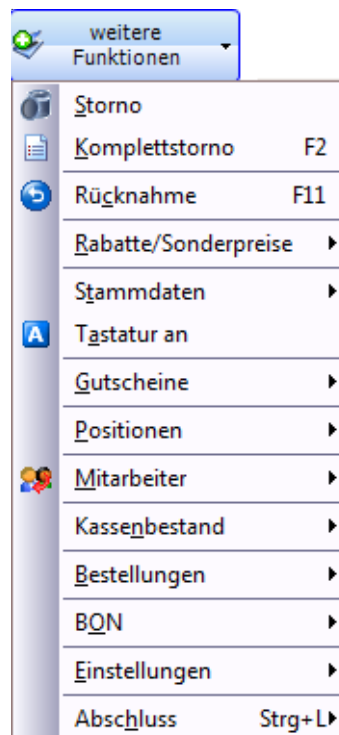 weitere
Funktionen
Storno
Komplettstorno F2
Rücknahme F11
Rabatte/Sonderpreise
Stammdaten
A Tastatur an
Gutscheine
Positionen
Mitarbeiter
Kassenbestand
Bestellungen
BON
Einstellungen
Abschluss Strg+L